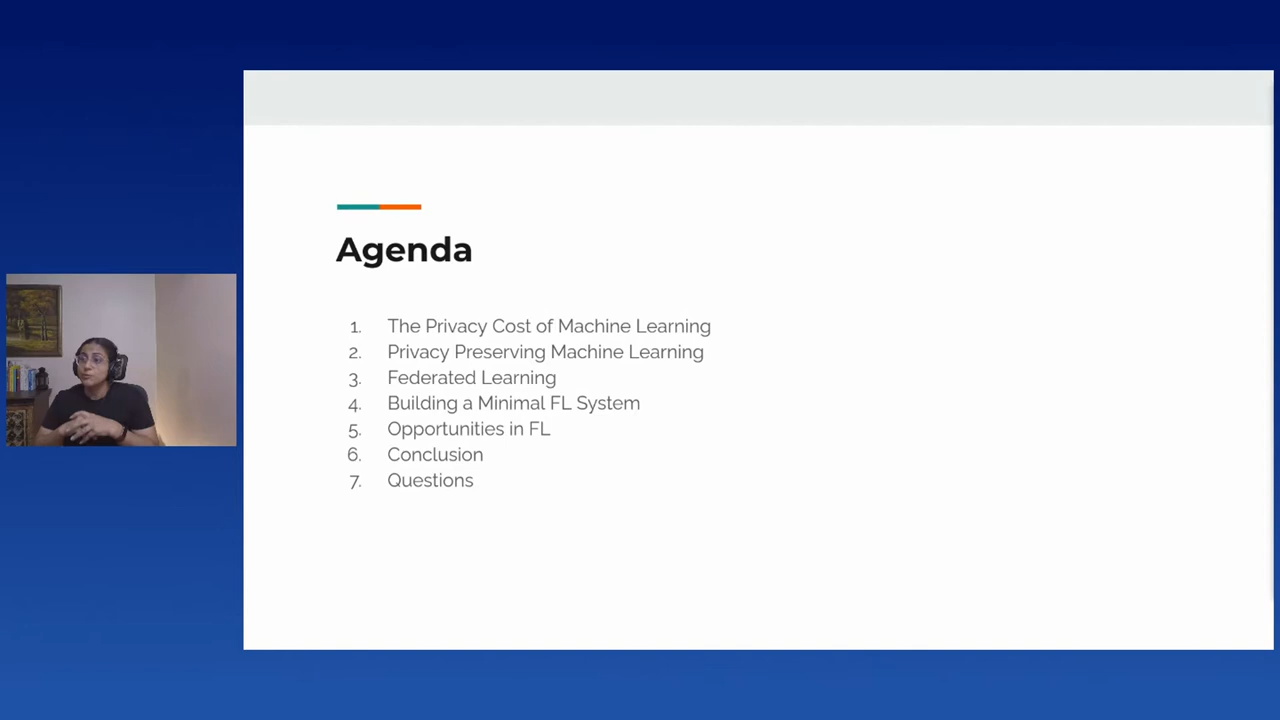 Agenda
1. The Privacy Cost of Machine Learning
2. Privacy Preserving Machine Learning
3. Federated Learning
4. Building a Minimal FL System
5. Opportunities in FL
6. Conclusion
7. Questions